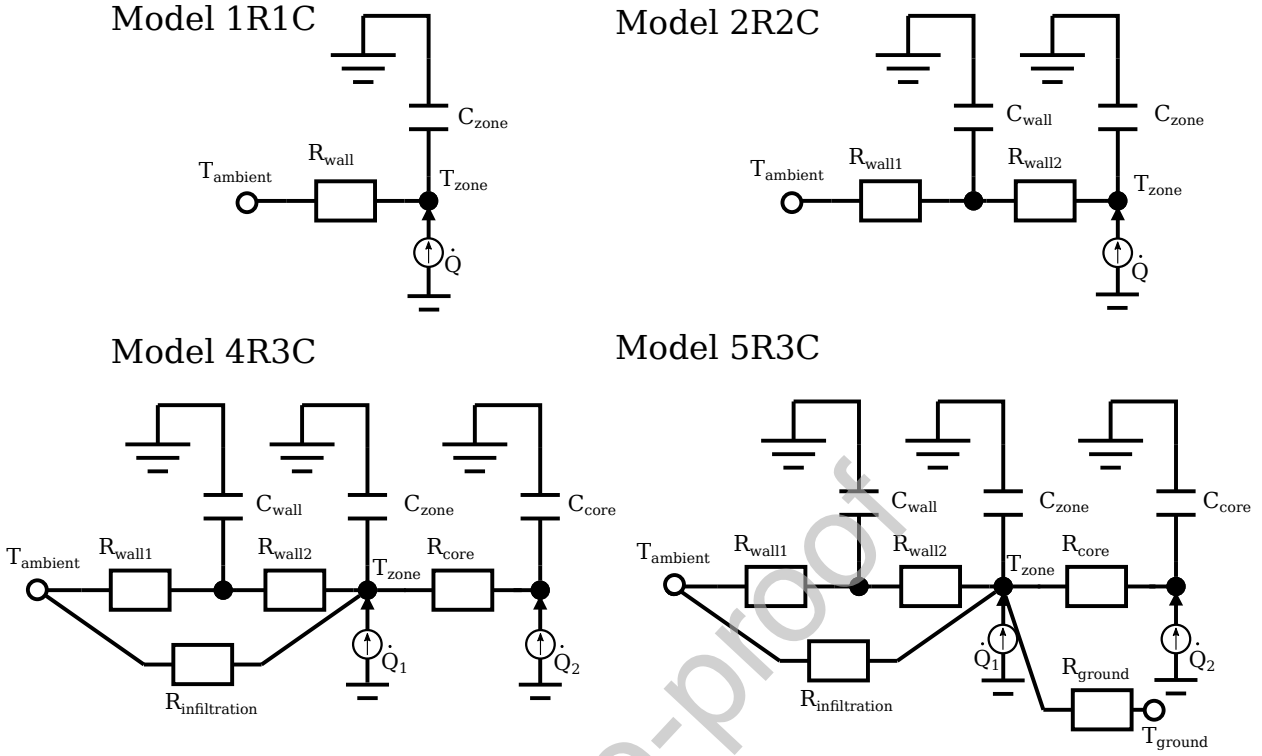 Model 1R1C
C_zone
R_wall
T_ambient
T_zone
Q̇
Model 2R2C
C_wall
C_zone
R_wall1
R_wall2
T_ambient
T_zone
Q̇
Model 4R3C
C_wall
C_zone
C_core
R_wall1
R_wall2
R_core
T_ambient
T_zone
Q̇_1
Q̇_2
R_infiltration
Model 5R3C
C_wall
C_zone
C_core
R_wall1
R_wall2
R_core
T_ambient
T_zone
Q̇_1
Q̇_2
R_ground
R_infiltration
T_ground
e-proof